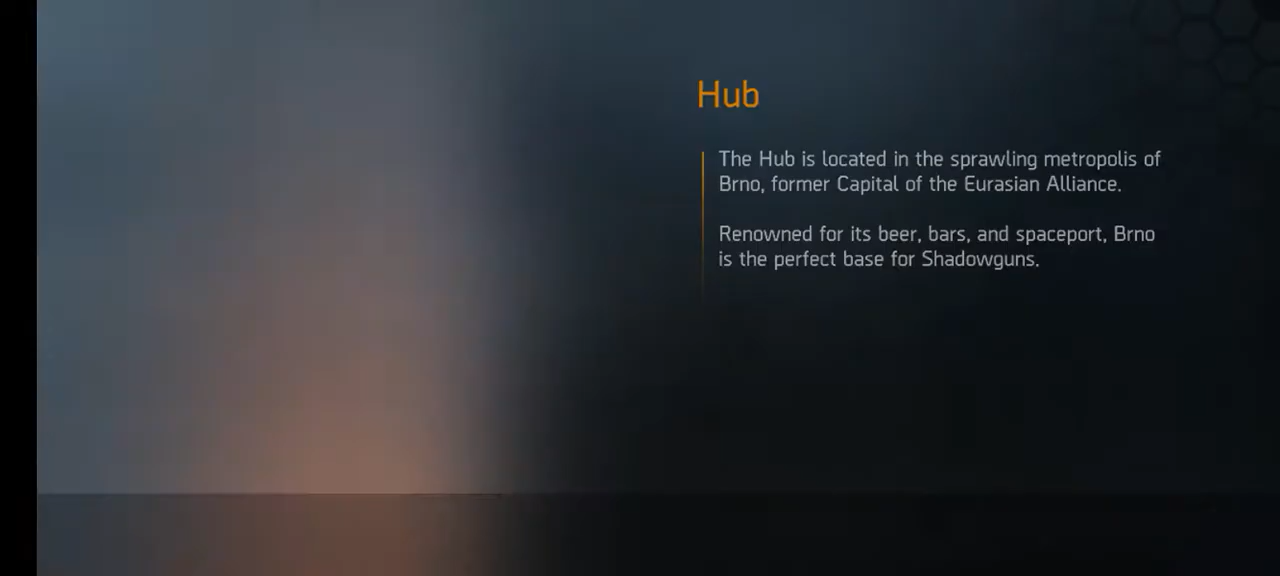 Hub
The Hub is located in the sprawling metropolis of
Brno, former Capital of the Eurasian Alliance.
Renowned for its beer, bars, and spaceport, Brno
is the perfect base for Shadowguns.